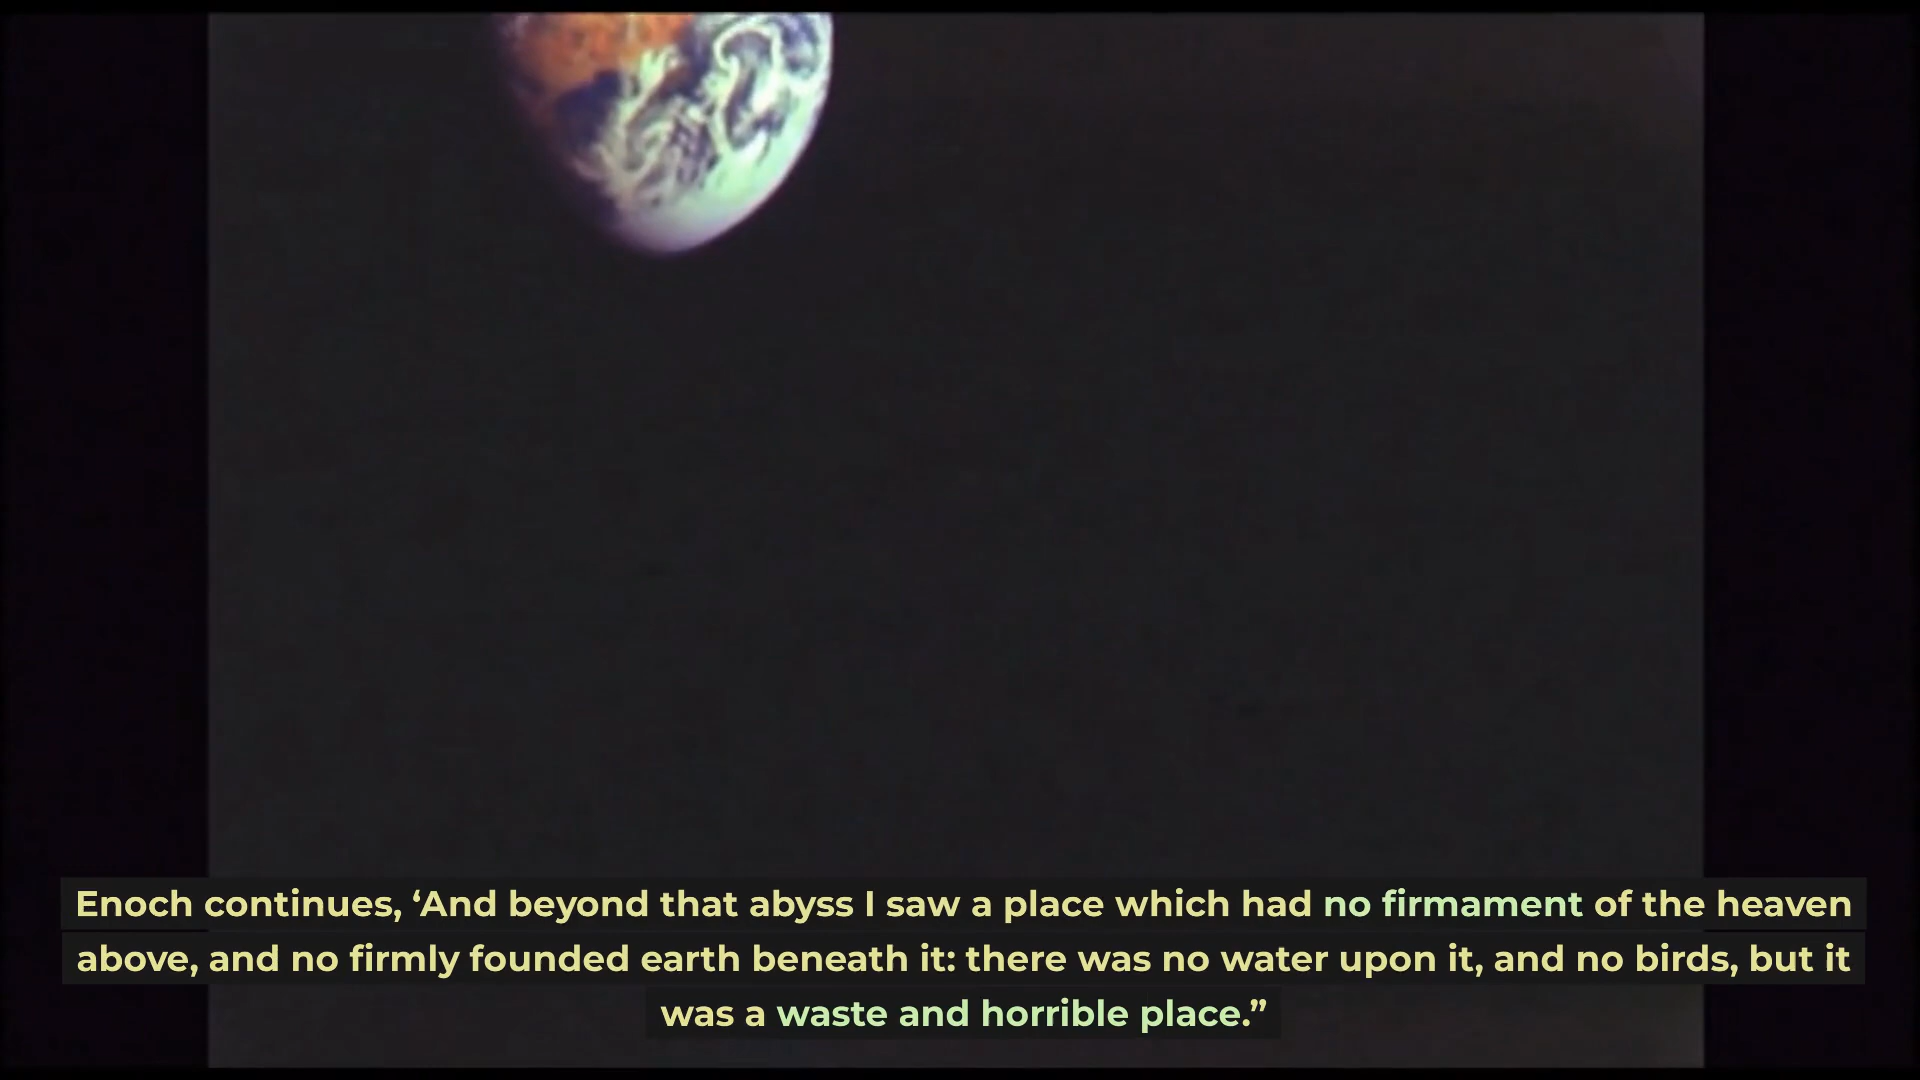 Enoch continues, ‘And beyond that abyss I saw a place which had no firmament of the heaven
above, and no firmly founded earth beneath it: there was no water upon it, and no birds, but it
was a waste and horrible place.”